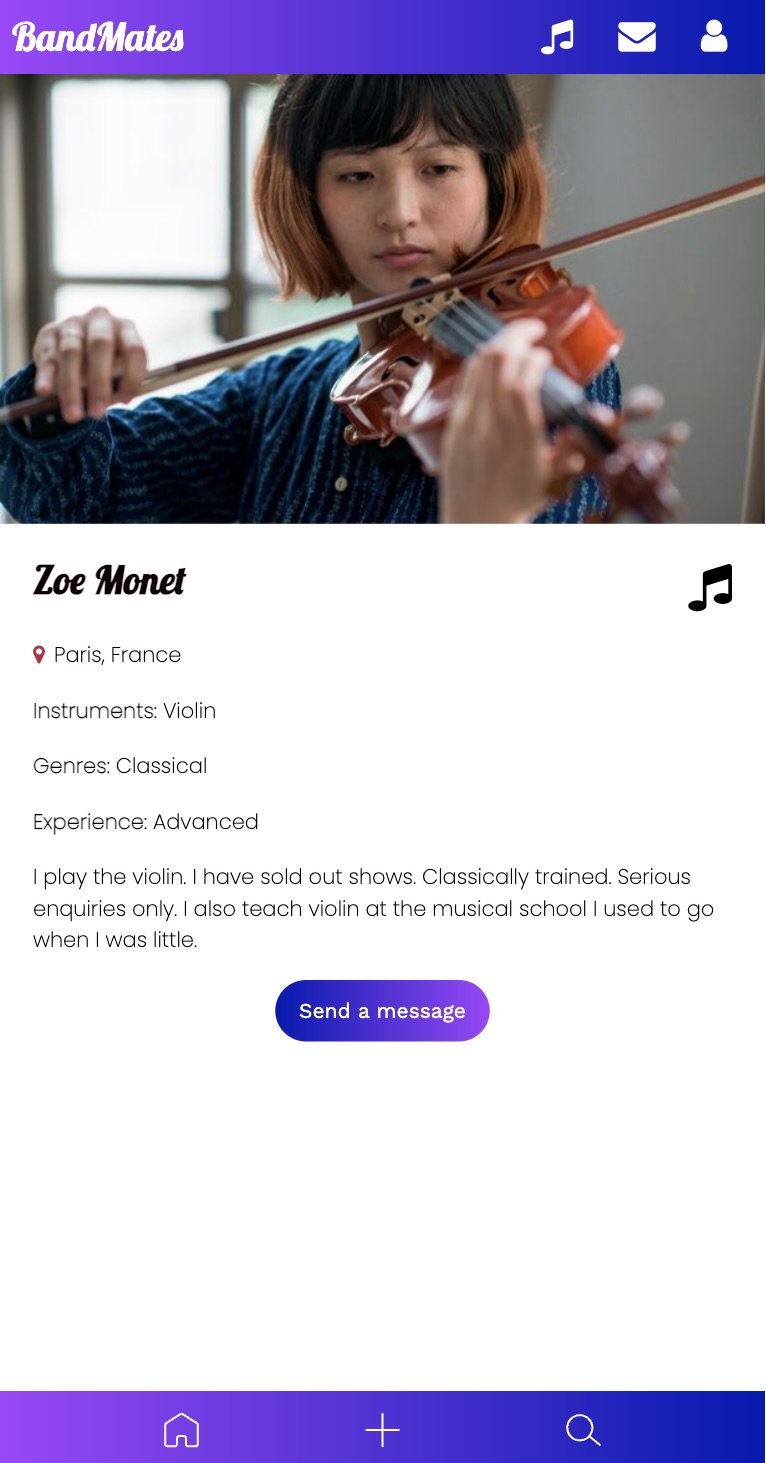 BandMates
Zoe Monet
Paris, France
Instruments: Violin
Genres: Classical
Experience: Advanced
I play the violin. I have sold out shows. Classically trained. Serious
enquiries only. I also teach violin at the musical school I used to go
when I was little.
Send a message